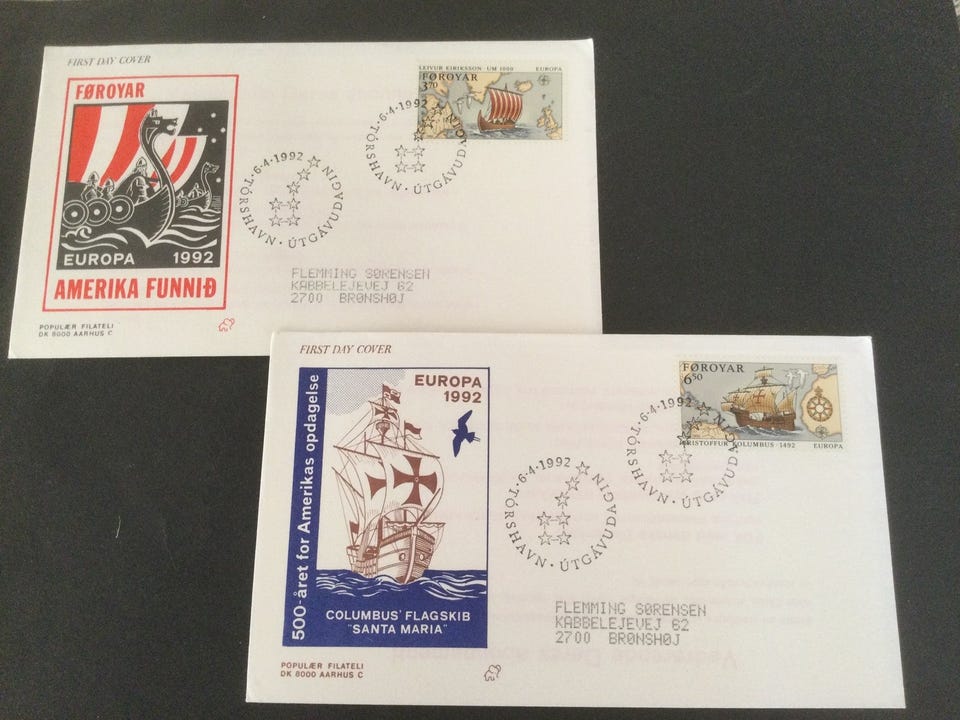 FIRST DAY COVER
FØROYAR
EUROPA 1992
AMERIKA FUNNIÐ
POPULÆR FILATELI
DK 8000 AARHUS C
·6·4·1992
TÓRSHAVN · ÚTGÁVUDAGIN
LEIVUR EIRIKSSON · UM 1000 EUROPA
FØROYAR
370
·6·4·1992
TÓRSHAVN · ÚTGÁVUDAGIN
FLEMMING SØRENSEN
KABBELEJEVEJ 62
2700 BRØNSHØJ
FIRST DAY COVER
500-året for Amerikas opdagelse
EUROPA
1992
COLUMBUS' FLAGSKIB
"SANTA MARIA"
POPULÆR FILATELI
DK 8000 AARHUS C
·6·4·1992
TÓRSHAVN · ÚTGÁVUDAGIN
FØROYAR
650
KRISTOFFUR KOLUMBUS · 1492 EUROPA
·6·4·1992
TÓRSHAVN · ÚTGÁVUDAGIN
FLEMMING SØRENSEN
KABBELEJEVEJ 62
2700 BRØNSHØJ